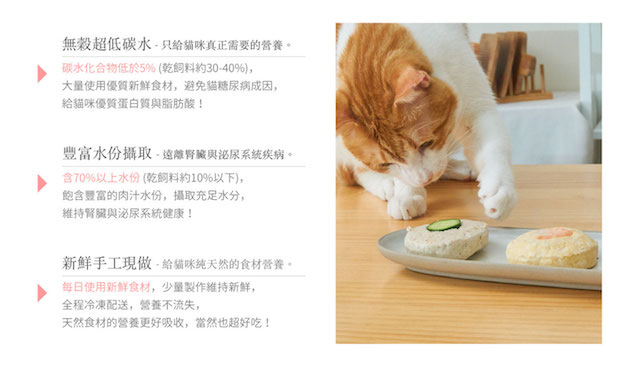 無穀超低碳水 - 只給貓咪真正需要的營養。
碳水化合物低於5% (乾飼料約30-40%)，
大量使用優質新鮮食材，避免貓糖尿病成因，
給貓咪優質蛋白質與脂肪酸！
豐富水份攝取 - 遠離腎臟與泌尿系統疾病。
含70%以上水份 (乾飼料約10%以下)，
飽含豐富的肉汁水份，攝取充足水分，
維持腎臟與泌尿系統健康！
新鮮手工現做 - 給貓咪純天然的食材營養。
每日使用新鮮食材，少量製作維持新鮮，
全程冷凍配送，營養不流失，
天然食材的營養更好吸收，當然也超好吃！